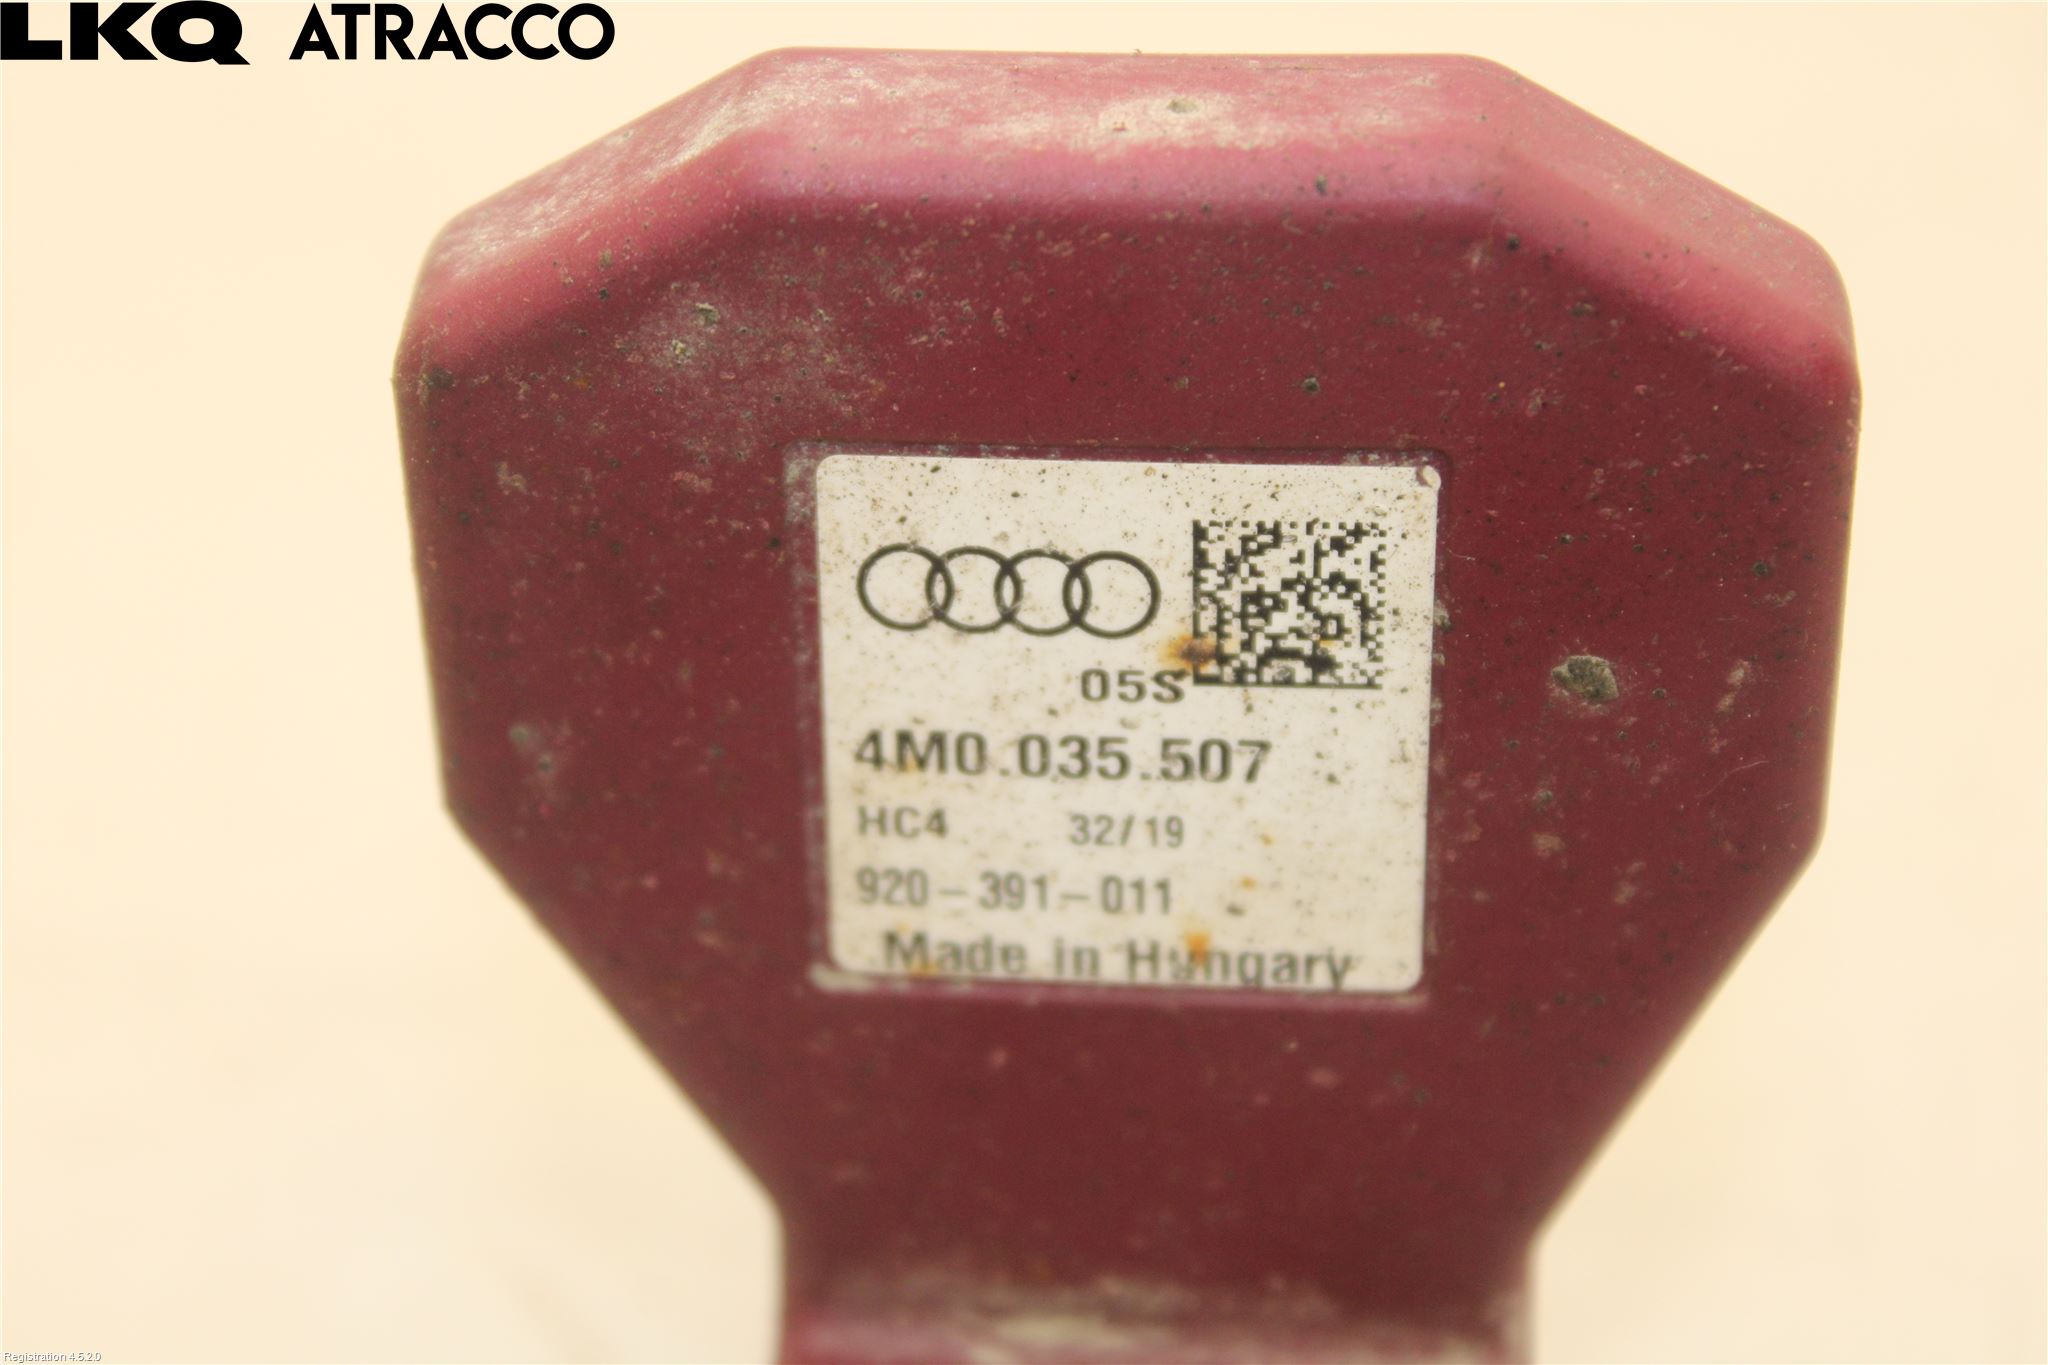 LKQ ATRACCO
05S
4M0.035.507
HC4 32/19
920-391-011
Made in Hungary
Registration 4.5.2.0